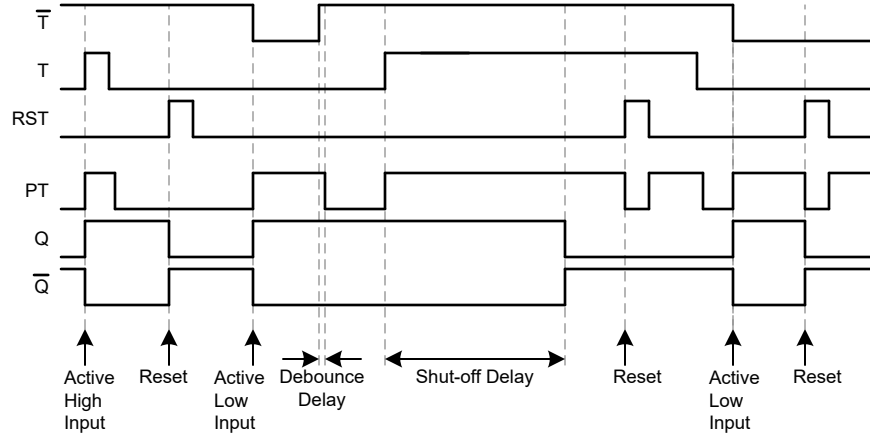 T̅
T
RST
PT
Q
Q̅
Active
High
Input
Reset
Active
Low
Input
Debounce
Delay
Shut-off Delay
Reset
Active
Low
Input
Reset